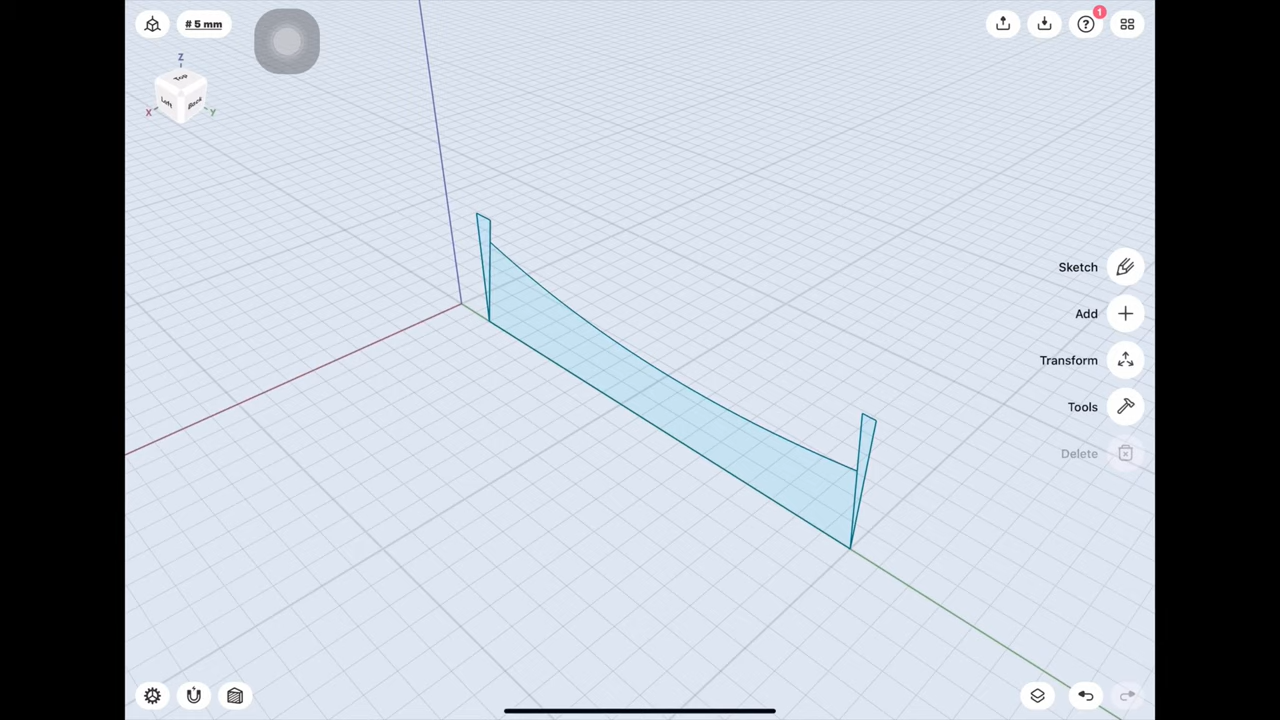 # 5 mm
1
Z
Top
Left
Back
X
Y
Sketch
Add
Transform
Tools
Delete